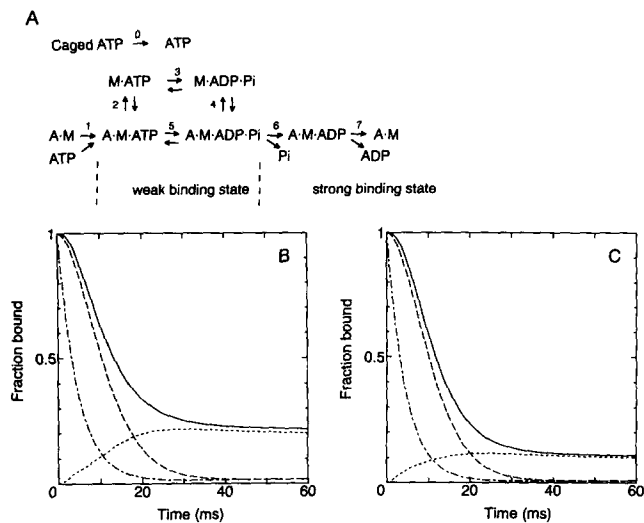 A
Caged ATP 0 ATP
M·ATP 3 M·ADP·Pi
2 4
A·M 1 A·M·ATP 5 A·M·ADP·Pi 6 A·M·ADP 7 A·M
ATP Pi ADP
weak binding state strong binding state
B
Fraction bound
1
0.5
0 20 40 60
Time (ms)
C
Fraction bound
1
0.5
0 20 40 60
Time (ms)